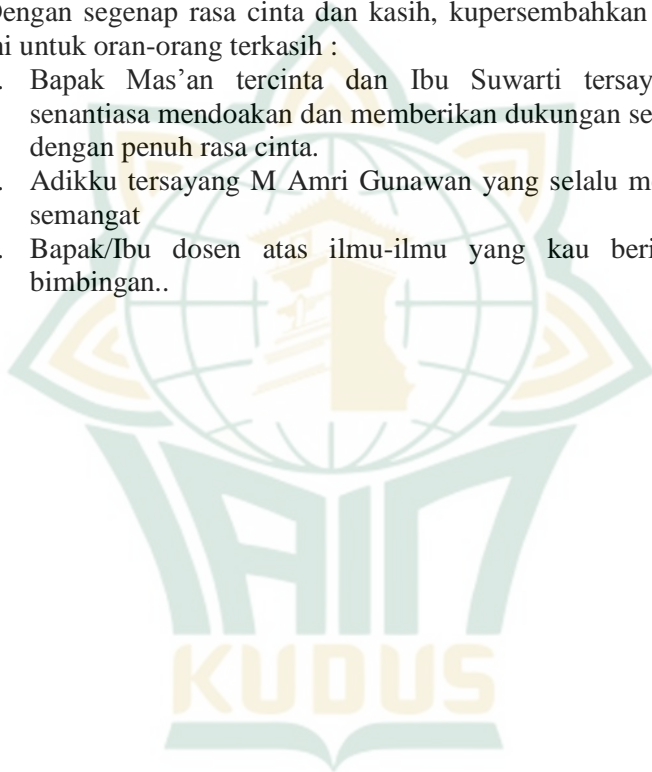 Dengan segenap rasa cinta dan kasih, kupersembahkan
ni untuk oran-orang terkasih :
. Bapak Mas’an tercinta dan Ibu Suwarti tersay
senantiasa mendoakan dan memberikan dukungan se
dengan penuh rasa cinta.
. Adikku tersayang M Amri Gunawan yang selalu me
semangat
. Bapak/Ibu dosen atas ilmu-ilmu yang kau beri
bimbingan..
IAIN
KUDUS